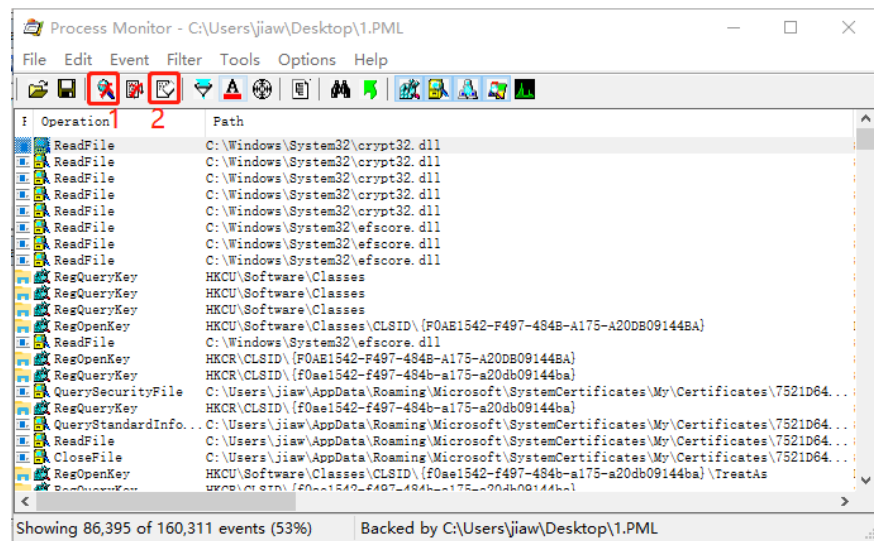 Process Monitor - C:\Users\jiaw\Desktop\1.PML
File Edit Event Filter Tools Options Help
1 2
Operation Path
ReadFile C:\Windows\System32\crypt32.dll
ReadFile C:\Windows\System32\crypt32.dll
ReadFile C:\Windows\System32\crypt32.dll
ReadFile C:\Windows\System32\crypt32.dll
ReadFile C:\Windows\System32\crypt32.dll
ReadFile C:\Windows\System32\efscore.dll
ReadFile C:\Windows\System32\efscore.dll
ReadFile C:\Windows\System32\efscore.dll
RegQueryKey HKCU\Software\Classes
RegQueryKey HKCU\Software\Classes
RegQueryKey HKCU\Software\Classes
RegOpenKey HKCU\Software\Classes\CLSID\{F0AE1542-F497-484B-A175-A20DB09144BA}
ReadFile C:\Windows\System32\efscore.dll
RegOpenKey HKCR\CLSID\{F0AE1542-F497-484B-A175-A20DB09144BA}
RegQueryKey HKCR\CLSID\{f0ae1542-f497-484b-a175-a20db09144ba}
QuerySecurityFile C:\Users\jiaw\AppData\Roaming\Microsoft\SystemCertificates\My\Certificates\7521D64...
RegQueryKey HKCR\CLSID\{f0ae1542-f497-484b-a175-a20db09144ba}
QueryStandardInfo... C:\Users\jiaw\AppData\Roaming\Microsoft\SystemCertificates\My\Certificates\7521D64...
ReadFile C:\Users\jiaw\AppData\Roaming\Microsoft\SystemCertificates\My\Certificates\7521D64...
CloseFile C:\Users\jiaw\AppData\Roaming\Microsoft\SystemCertificates\My\Certificates\7521D64...
RegOpenKey HKCU\Software\Classes\CLSID\{f0ae1542-f497-484b-a175-a20db09144ba}\TreatAs
RegQueryKey HKCR\CLSID\{f0ae1542-f497-484b-a175-a20db09144ba}
Showing 86,395 of 160,311 events (53%) Backed by C:\Users\jiaw\Desktop\1.PML